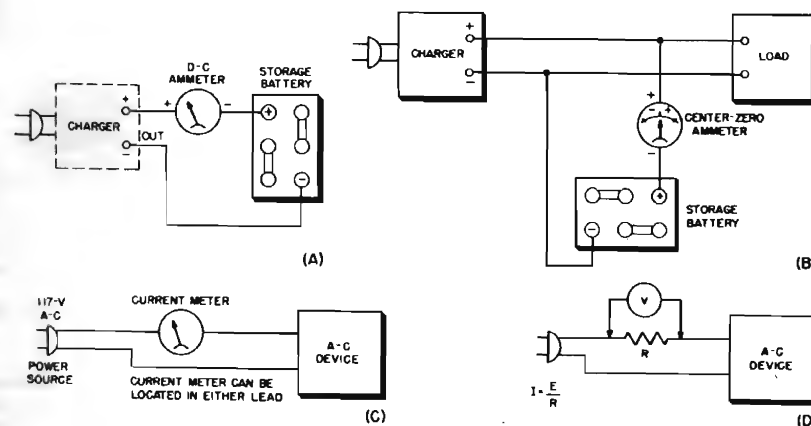 D-C
AMMETER
STORAGE
BATTERY
CHARGER
+
−
OUT
+
−
+
−
(A)
CHARGER
+
−
LOAD
+
− +
CENTER-ZERO
AMMETER
−
+
−
STORAGE
BATTERY
(B)
117-V
A-C
POWER
SOURCE
CURRENT METER
A-C
DEVICE
CURRENT METER CAN BE
LOCATED IN EITHER LEAD
(C)
V
R
A-C
DEVICE
I = E/R
(D)